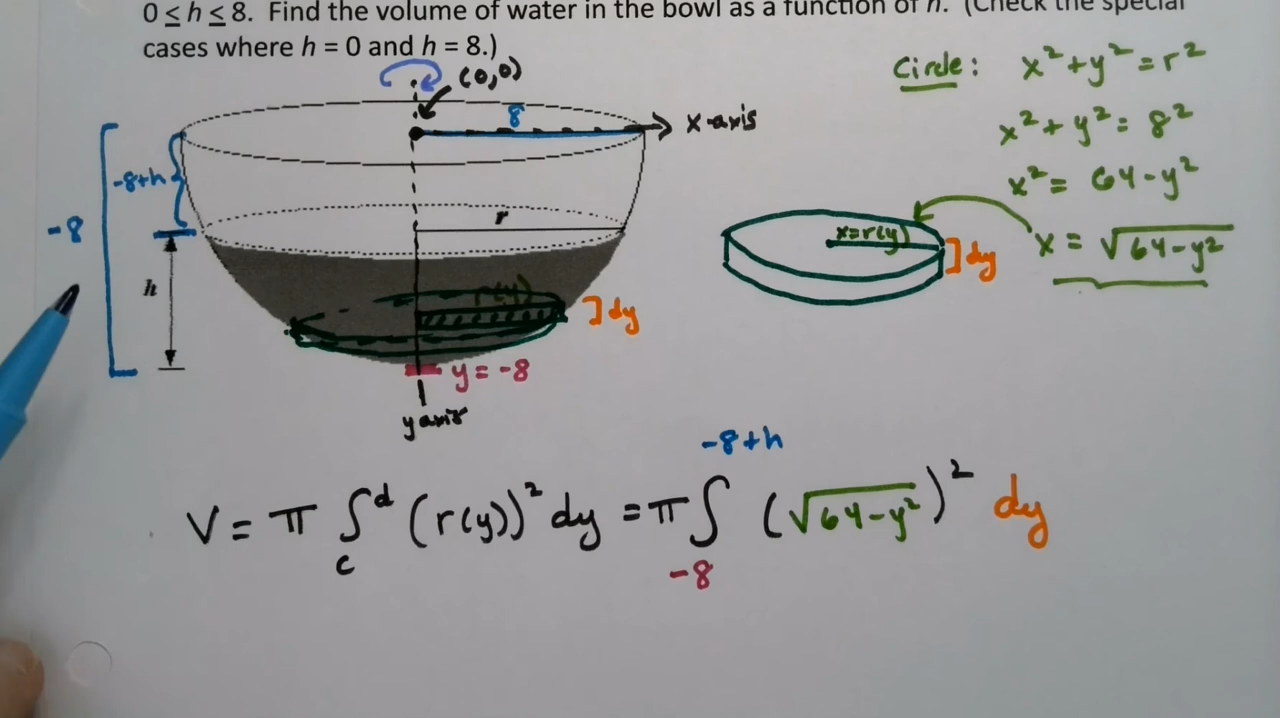 0 ≤ h ≤ 8. Find the volume of water in the bowl as a function of h. (Check the special
cases where h = 0 and h = 8.)
(0,0)
8
x-axis
Circle: x² + y² = r²
x² + y² = 8²
x² = 64 - y²
x = √64-y²
x=r(y)
]dy
-8+h
-8
r
h
r(y)
]dy
y = -8
y axis
V = π ∫_c^d (r(y))² dy = π ∫_{-8}^{-8+h} (√64-y²)² dy